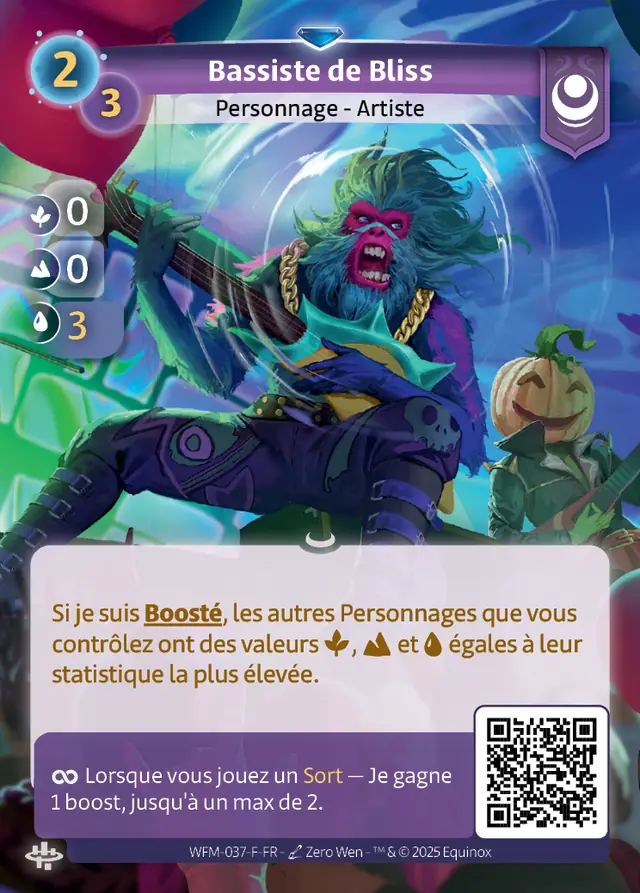 2
3
Bassiste de Bliss
Personnage - Artiste
0
0
3
Si je suis Boosté, les autres Personnages que vous
contrôlez ont des valeurs , et égales à leur
statistique la plus élevée.
∞ Lorsque vous jouez un Sort — Je gagne
1 boost, jusqu'à un max de 2.
WFM-037-F-FR - Zero Wen - ™ & © 2025 Equinox